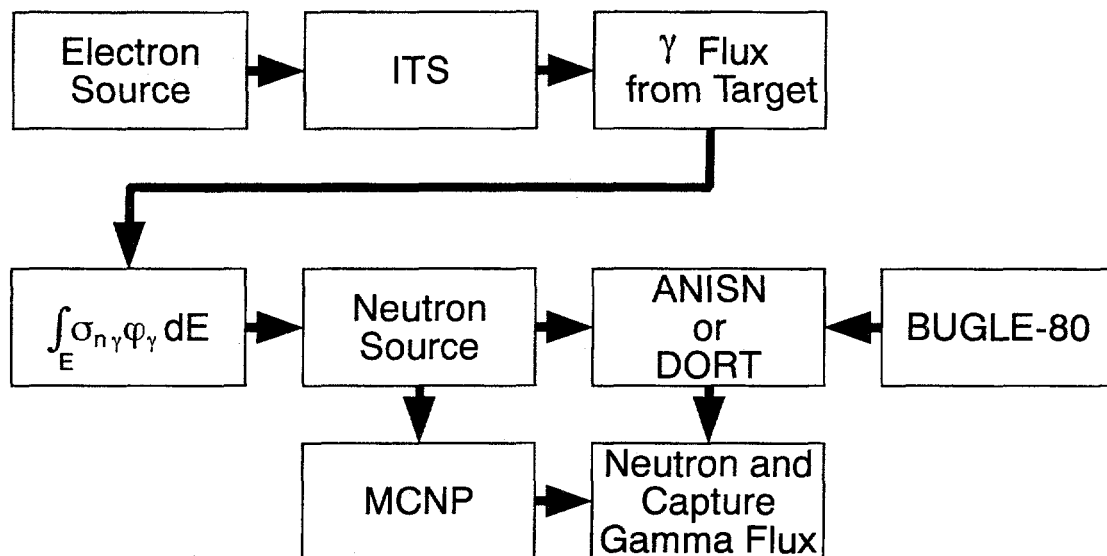 Electron
Source
ITS
γ Flux
from Target
∫σnγφγ dE
E
Neutron
Source
ANISN
or
DORT
BUGLE-80
MCNP
Neutron and
Capture
Gamma Flux